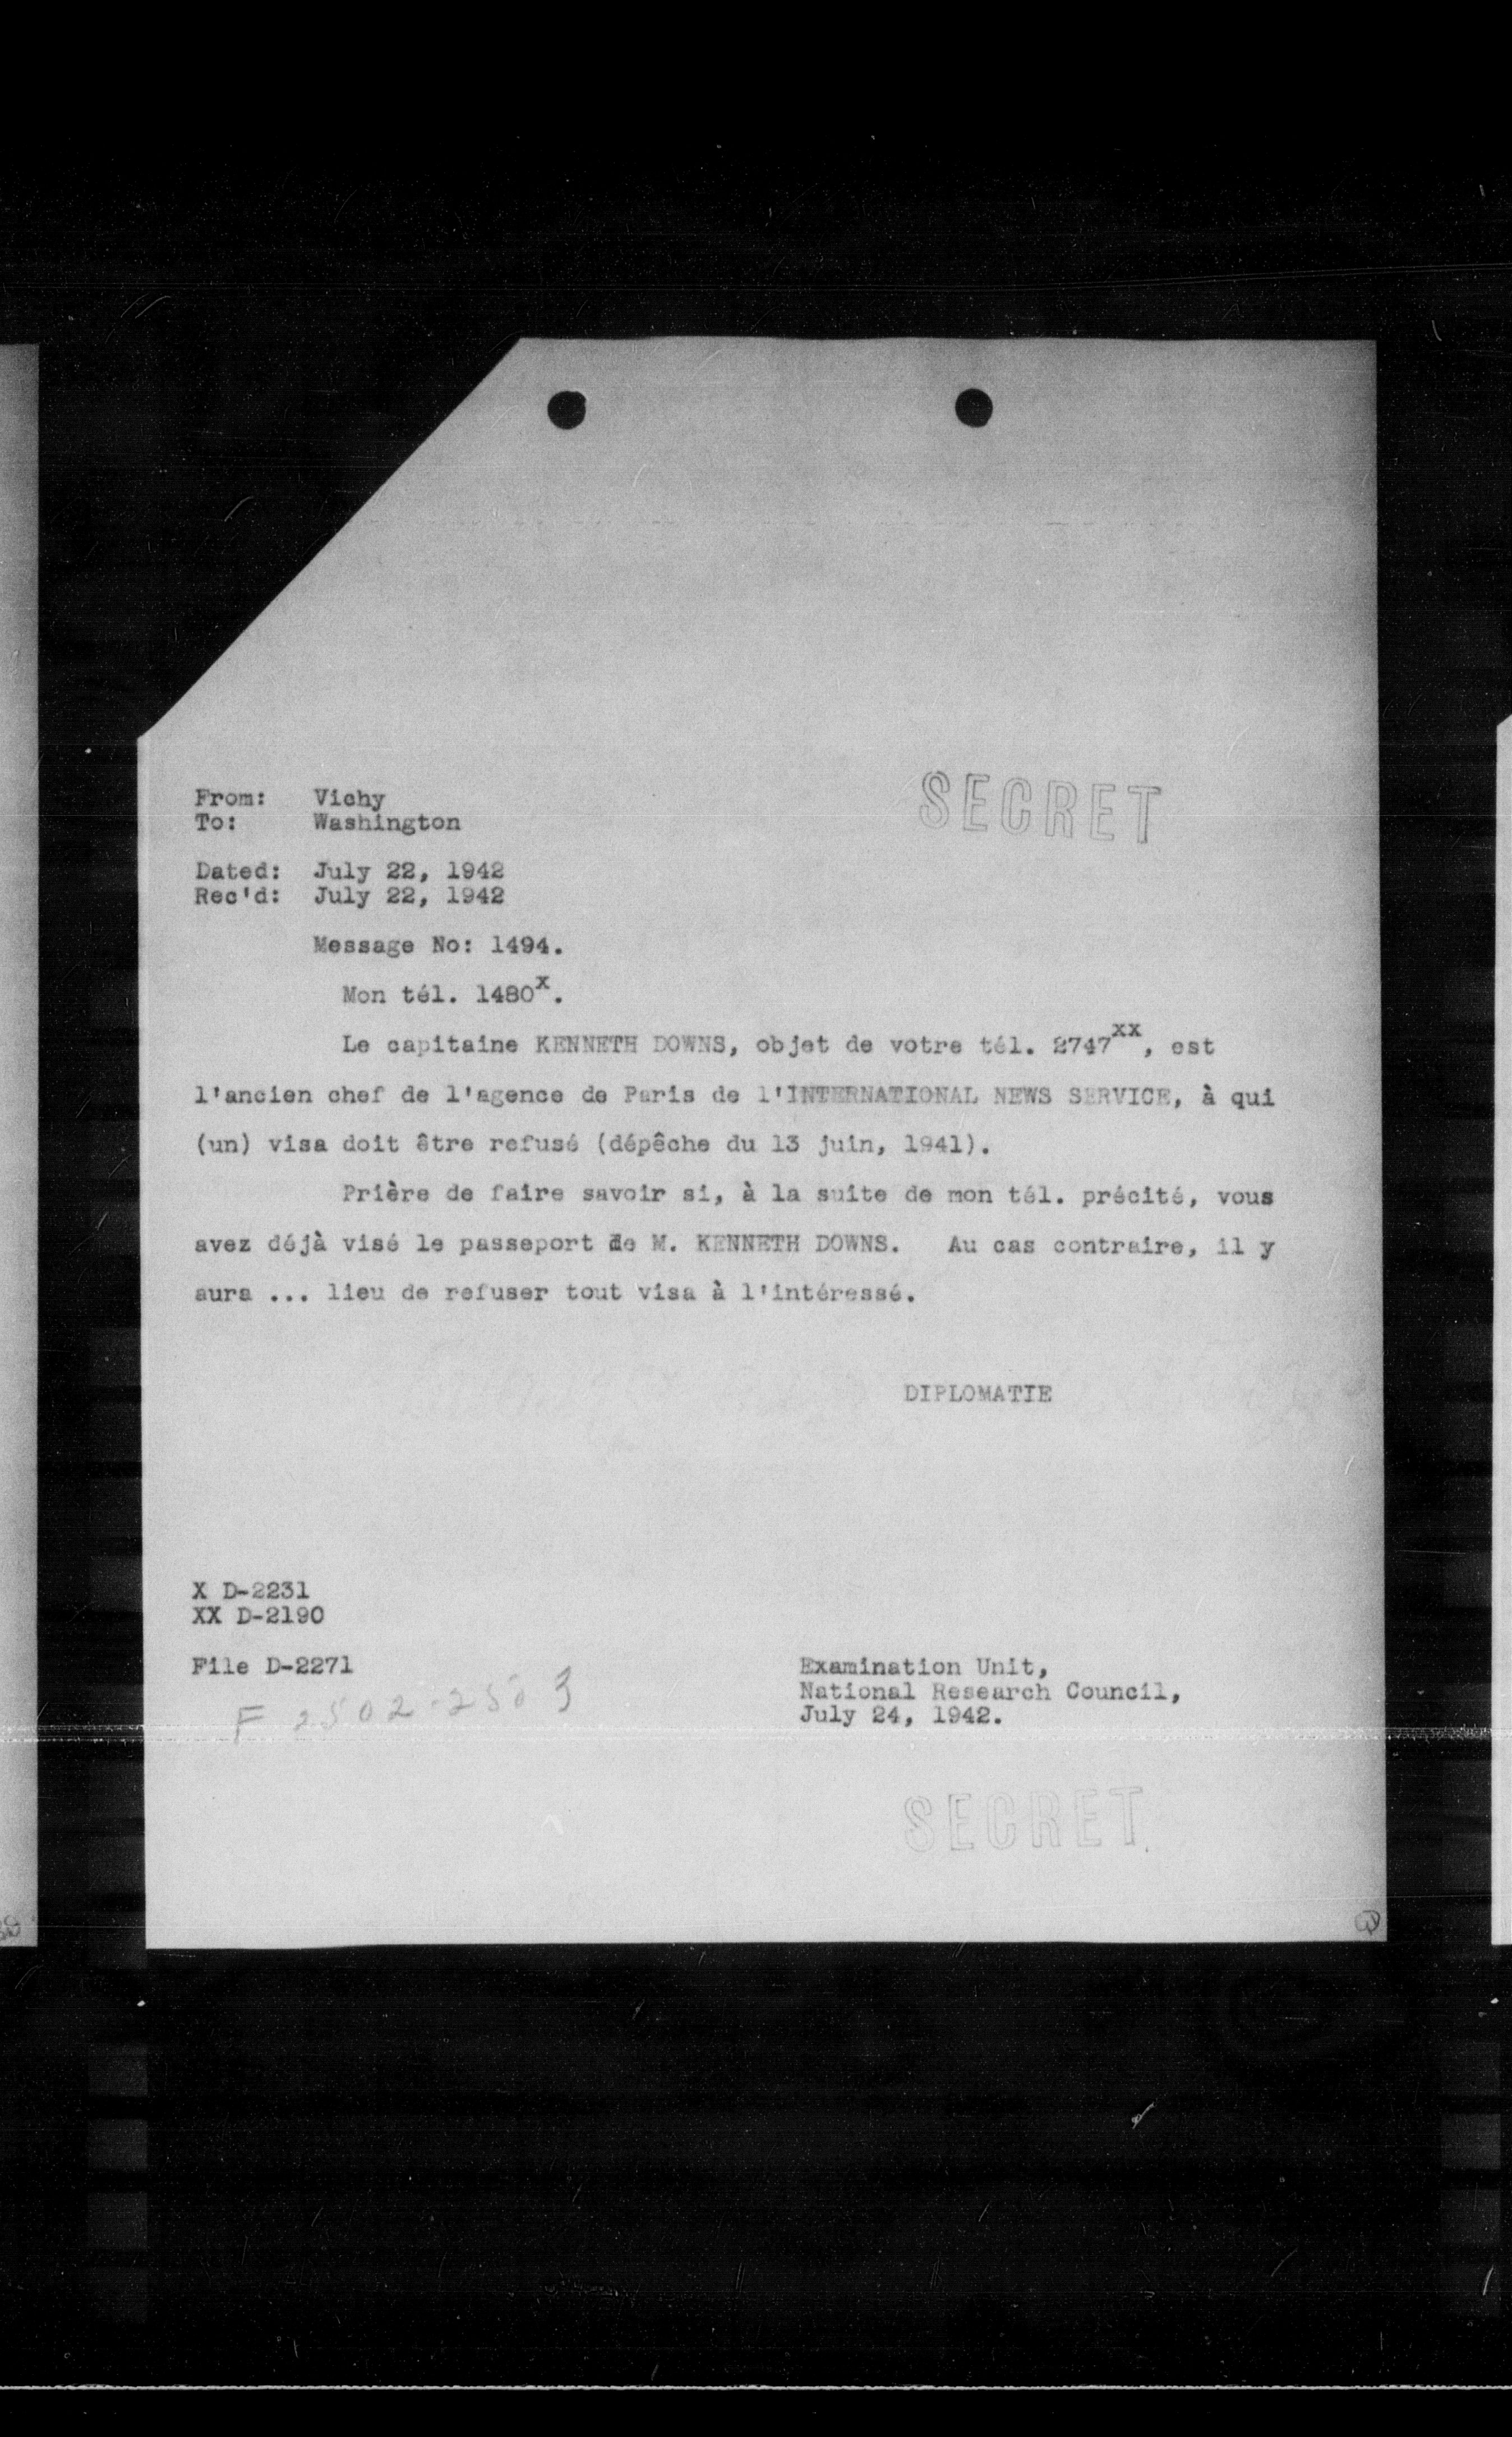 SECRET
From: Vichy
To: Washington
Dated: July 22, 1942
Rec'd: July 22, 1942
Message No: 1494.
Mon tél. 1480x.
Le capitaine KENNETH DOWNS, objet de votre tél. 2747xx, est
l'ancien chef de l'agence de Paris de l'INTERNATIONAL NEWS SERVICE, à qui
(un) visa doit être refusé (dépêche du 13 juin, 1941).
Prière de faire savoir si, à la suite de mon tél. précité, vous
avez déjà visé le passeport de M. KENNETH DOWNS. Au cas contraire, il y
aura ... lieu de refuser tout visa à l'intéressé.
DIPLOMATIE
X D-2231
XX D-2190
File D-2271
F 2502-2503
Examination Unit,
National Research Council,
July 24, 1942.
SECRET